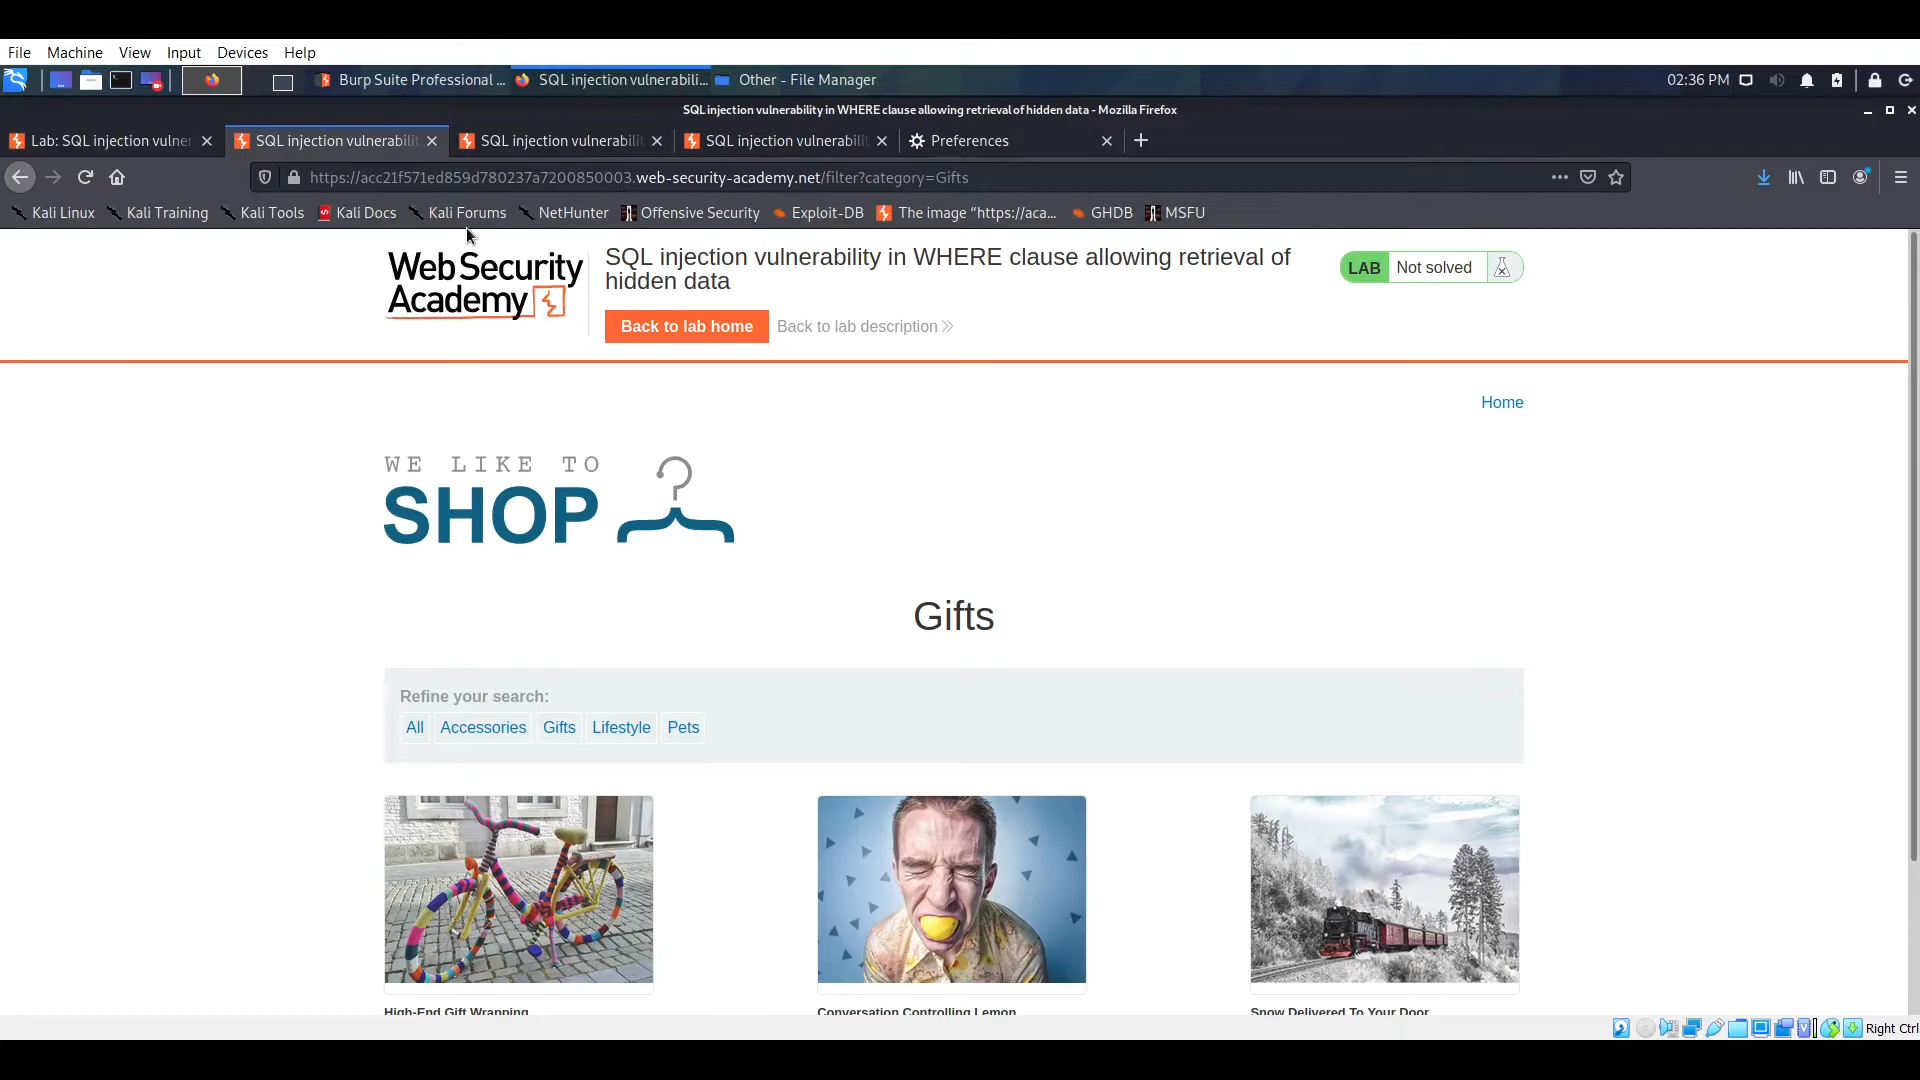 File Machine View Input Devices Help
Burp Suite Professional ... SQL injection vulnerabili... Other - File Manager 02:36 PM
SQL injection vulnerability in WHERE clause allowing retrieval of hidden data - Mozilla Firefox
Lab: SQL injection vulner SQL injection vulnerabilit SQL injection vulnerabilit SQL injection vulnerabilit Preferences
https://acc21f571ed859d780237a7200850003.web-security-academy.net/filter?category=Gifts
Kali Linux Kali Training Kali Tools Kali Docs Kali Forums NetHunter Offensive Security Exploit-DB The image “https://aca... GHDB MSFU
Web Security
Academy
SQL injection vulnerability in WHERE clause allowing retrieval of
hidden data
LAB Not solved
Back to lab home Back to lab description
Home
WE LIKE TO
SHOP
Gifts
Refine your search:
All Accessories Gifts Lifestyle Pets
High-End Gift Wrapping Conversation Controlling Lemon Snow Delivered To Your Door
Right Ctrl